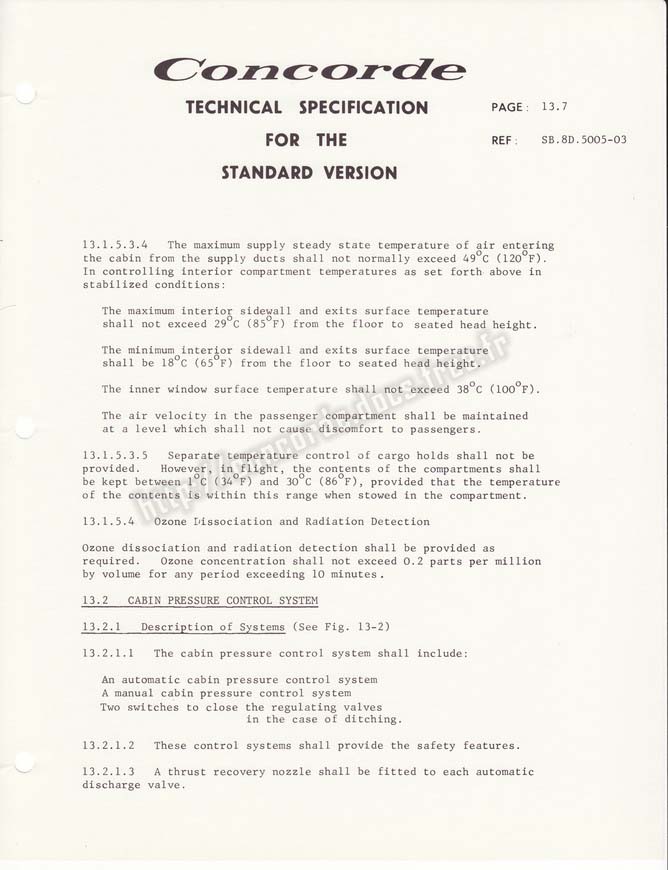 Concorde
TECHNICAL SPECIFICATION
PAGE: 13.7
FOR THE
REF: SB.8D.5005-03
STANDARD VERSION
13.1.5.3.4 The maximum supply steady state temperature of air entering
the cabin from the supply ducts shall not normally exceed 49°C (120°F).
In controlling interior compartment temperatures as set forth above in
stabilized conditions:
The maximum interior sidewall and exits surface temperature
shall not exceed 29°C (85°F) from the floor to seated head height.
The minimum interior sidewall and exits surface temperature
shall be 18°C (65°F) from the floor to seated head height.
The inner window surface temperature shall not exceed 38°C (100°F).
The air velocity in the passenger compartment shall be maintained
at a level which shall not cause discomfort to passengers.
13.1.5.3.5 Separate temperature control of cargo holds shall not be
provided. However, in flight, the contents of the compartments shall
be kept between 1°C (34°F) and 30°C (86°F), provided that the temperature
of the contents is within this range when stowed in the compartment.
13.1.5.4 Ozone Dissociation and Radiation Detection
Ozone dissociation and radiation detection shall be provided as
required. Ozone concentration shall not exceed 0.2 parts per million
by volume for any period exceeding 10 minutes.
13.2 CABIN PRESSURE CONTROL SYSTEM
13.2.1 Description of Systems (See Fig. 13-2)
13.2.1.1 The cabin pressure control system shall include:
An automatic cabin pressure control system
A manual cabin pressure control system
Two switches to close the regulating valves
in the case of ditching.
13.2.1.2 These control systems shall provide the safety features.
13.2.1.3 A thrust recovery nozzle shall be fitted to each automatic
discharge valve.
http://concordedocs.free.fr